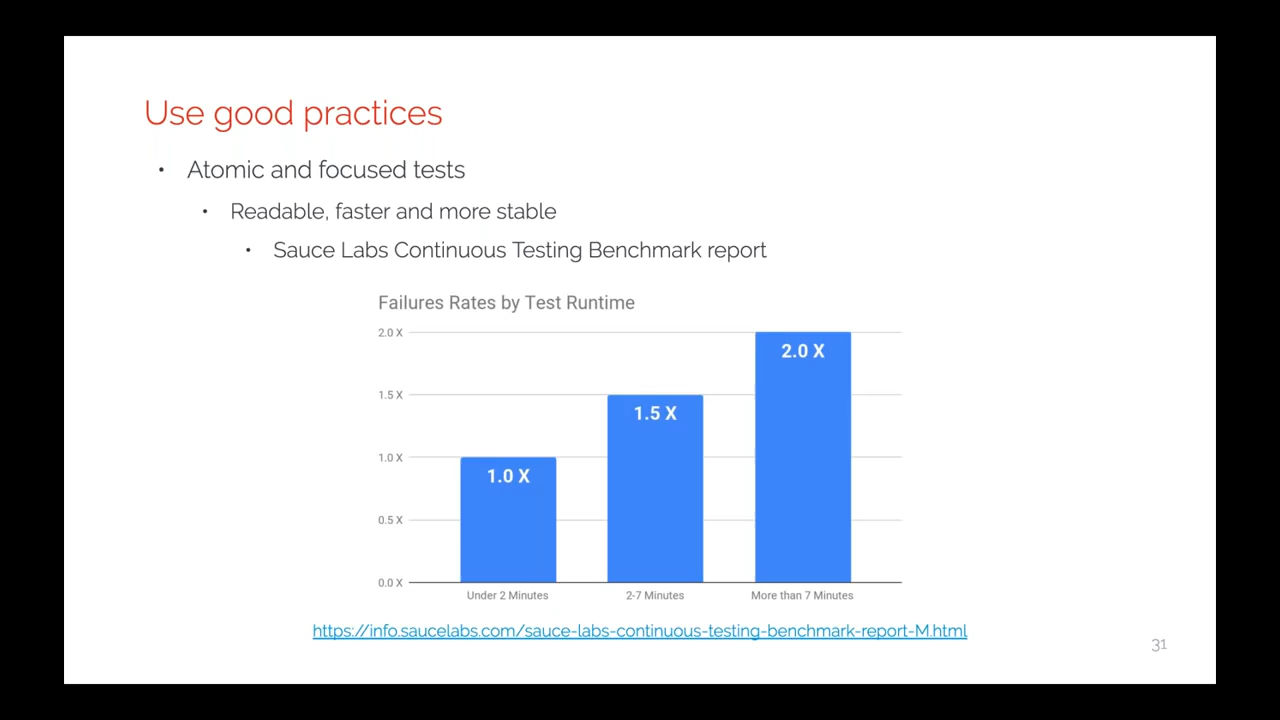 Use good practices
• Atomic and focused tests
• Readable, faster and more stable
• Sauce Labs Continuous Testing Benchmark report
Failures Rates by Test Runtime
2.0 X
1.5 X
1.0 X
0.5 X
0.0 X
1.0 X
1.5 X
2.0 X
Under 2 Minutes
2-7 Minutes
More than 7 Minutes
https://info.saucelabs.com/sauce-labs-continuous-testing-benchmark-report-M.html
31